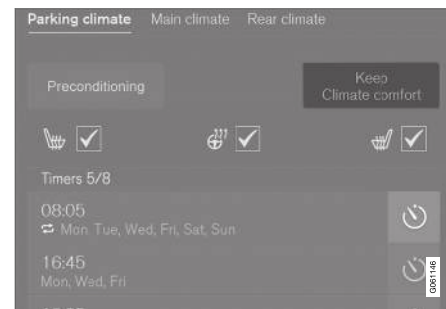 Parking climate Main climate Rear climate
Preconditioning
Keep
Climate comfort
Timers 5/8
08:05
Mon, Tue, Wed, Fri, Sat, Sun
16:45
Mon, Wed, Fri
G061146